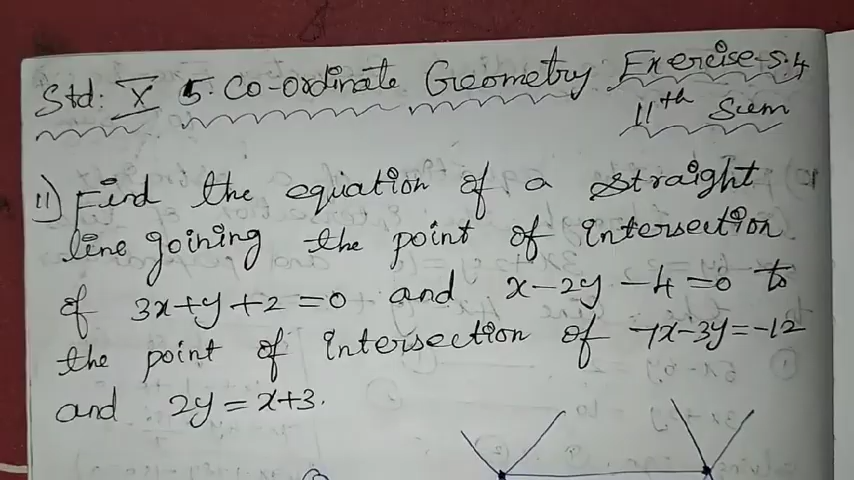 Std: X 5. Co-ordinate Geometry Exercise-5.4
11th Sum
11) Find the equation of a straight
line goining the point of intersection
of 3x+y+2=0 and x-2y-4=0 to
the point of intersection of 7x-3y=-12
and 2y=x+3.